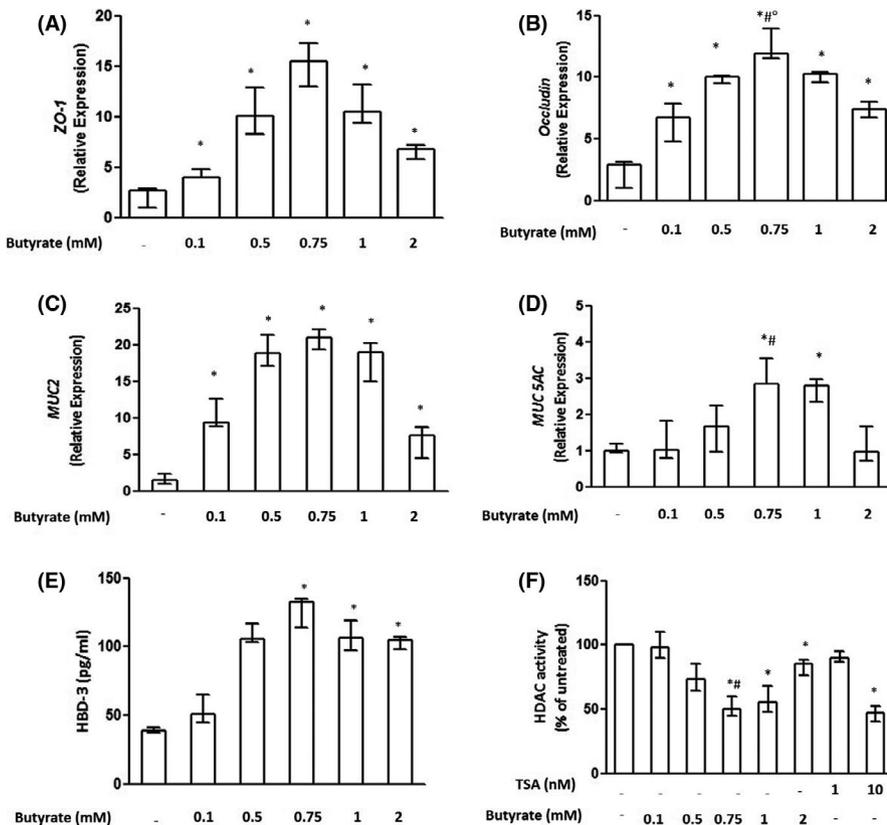 (A)
ZO-1
(Relative Expression)
20
15
10
5
0
*
*
*
*
*
Butyrate (mM) - 0.1 0.5 0.75 1 2
(B)
Occludin
(Relative Expression)
15
10
5
0
*
*
*#°
*
*
Butyrate (mM) - 0.1 0.5 0.75 1 2
(C)
MUC2
(Relative Expression)
25
20
15
10
5
0
*
*
*
*
*
Butyrate (mM) - 0.1 0.5 0.75 1 2
(D)
MUC 5AC
(Relative Expression)
5
4
3
2
1
0
*#
*
Butyrate (mM) - 0.1 0.5 0.75 1 2
(E)
HBD-3 (pg/ml)
150
100
50
0
*
*
*
Butyrate (mM) - 0.1 0.5 0.75 1 2
(F)
HDAC activity
(% of untreated)
150
100
50
0
*#
*
*
*
TSA (nM) - - - - - - 1 10
Butyrate (mM) - 0.1 0.5 0.75 1 2 - -